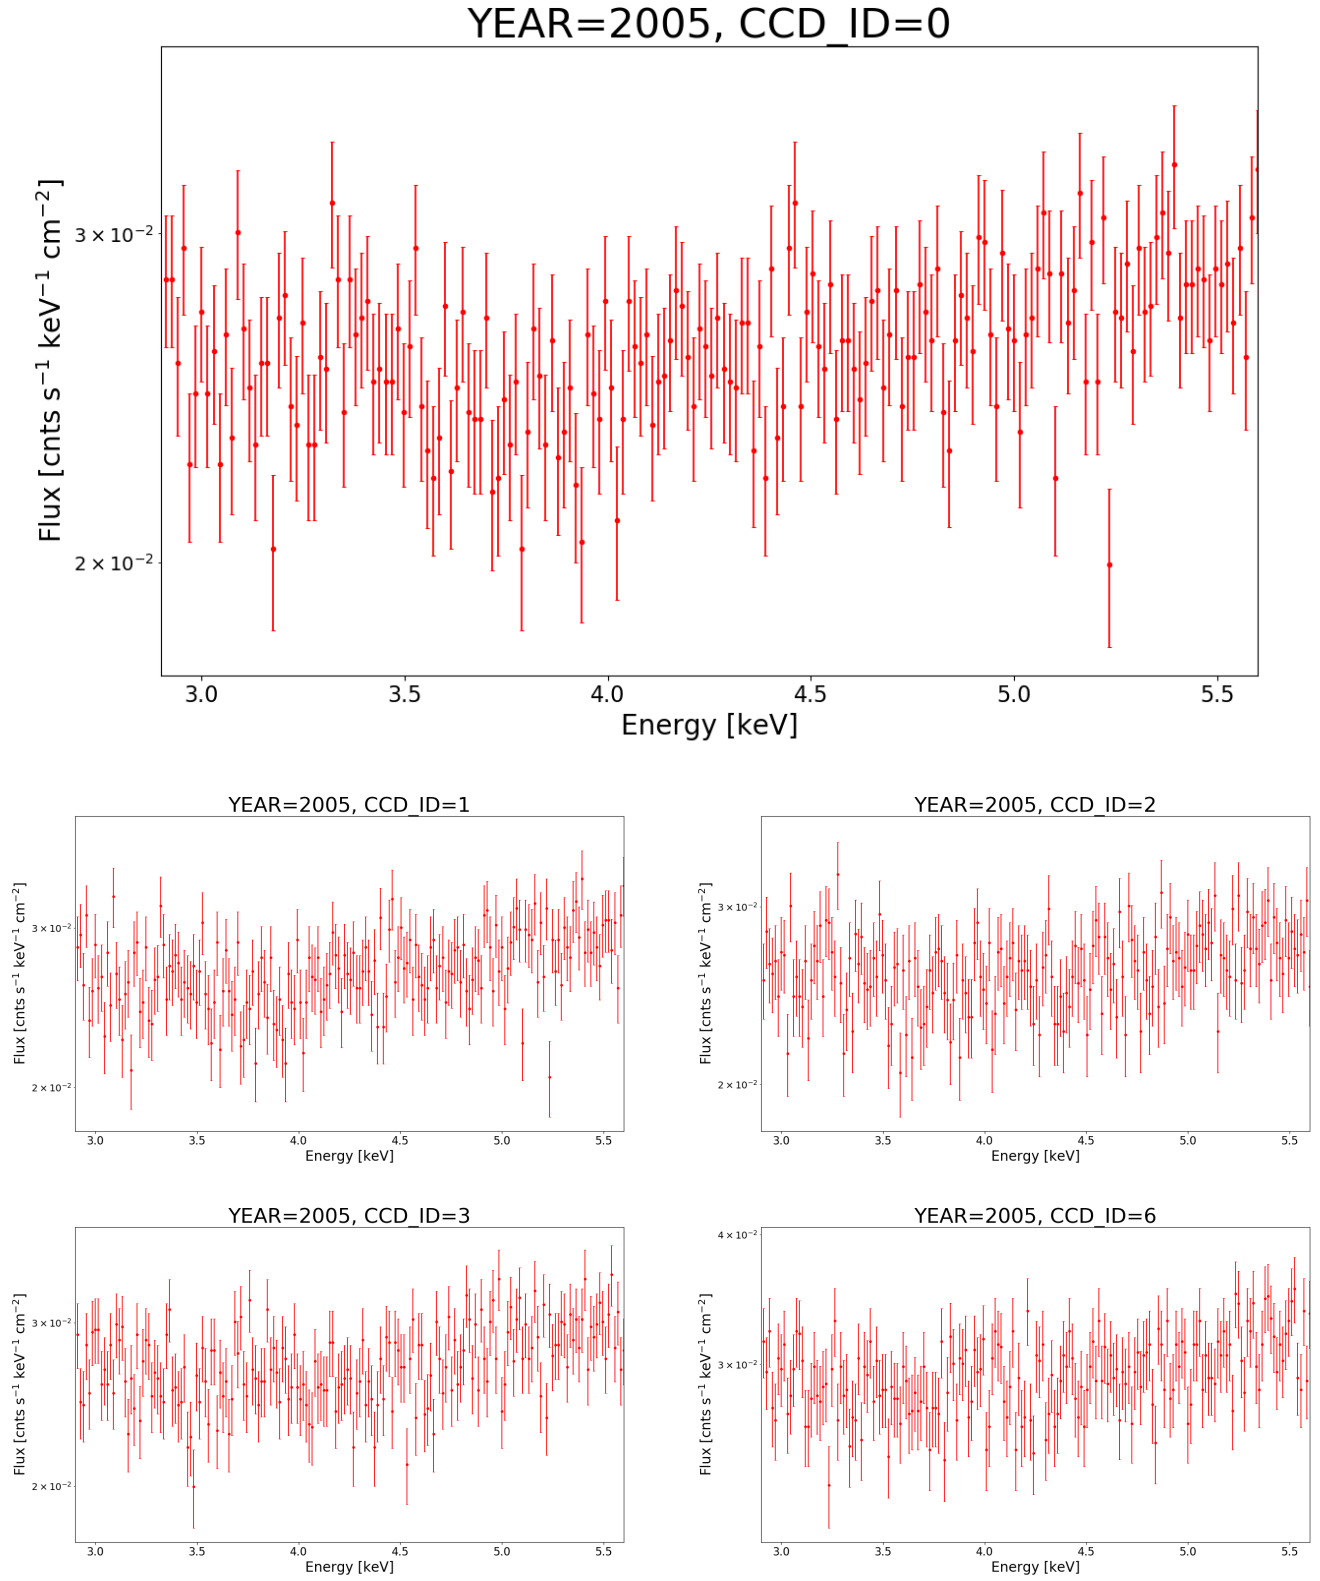 YEAR=2005, CCD_ID=0
Flux [cnts s⁻¹ keV⁻¹ cm⁻²]
3 × 10⁻²
2 × 10⁻²
3.0 3.5 4.0 4.5 5.0 5.5
Energy [keV]
YEAR=2005, CCD_ID=1
Flux [cnts s⁻¹ keV⁻¹ cm⁻²]
3 × 10⁻²
2 × 10⁻²
3.0 3.5 4.0 4.5 5.0 5.5
Energy [keV]
YEAR=2005, CCD_ID=2
Flux [cnts s⁻¹ keV⁻¹ cm⁻²]
3 × 10⁻²
2 × 10⁻²
3.0 3.5 4.0 4.5 5.0 5.5
Energy [keV]
YEAR=2005, CCD_ID=3
Flux [cnts s⁻¹ keV⁻¹ cm⁻²]
3 × 10⁻²
2 × 10⁻²
3.0 3.5 4.0 4.5 5.0 5.5
Energy [keV]
YEAR=2005, CCD_ID=6
Flux [cnts s⁻¹ keV⁻¹ cm⁻²]
4 × 10⁻²
3 × 10⁻²
3.0 3.5 4.0 4.5 5.0 5.5
Energy [keV]